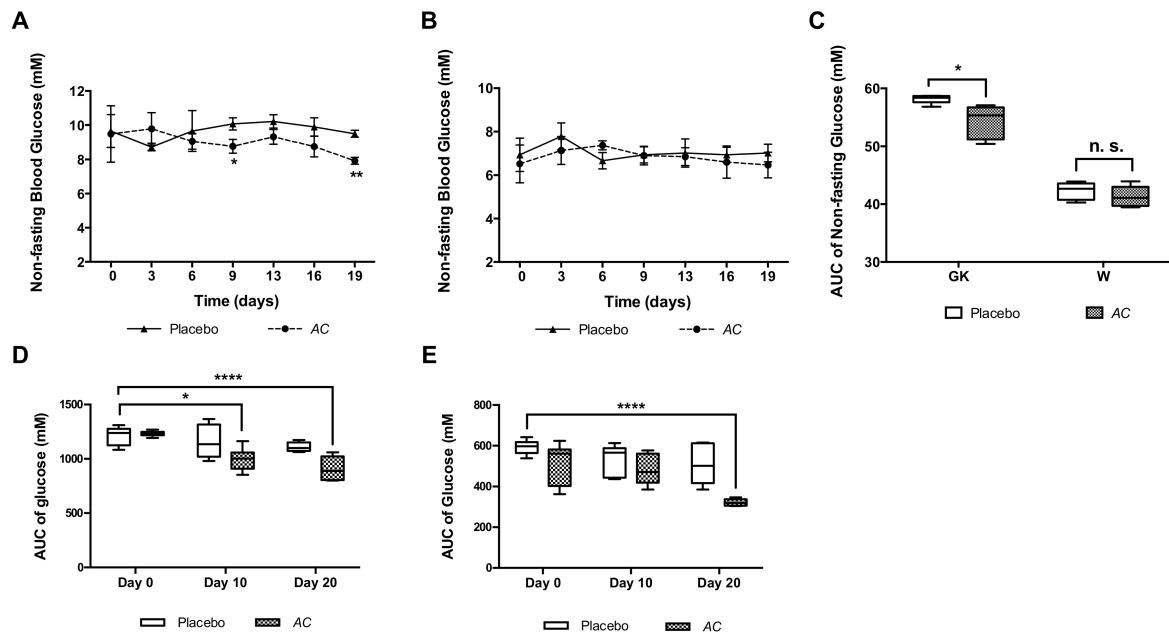 A
Non-fasting Blood Glucose (mM)
12
10
8
6
4
2
*
**
0 3 6 9 13 16 19
Time (days)
Placebo AC
B
Non-fasting Blood Glucose (mM)
10
8
6
4
2
0 3 6 9 13 16 19
Time (days)
Placebo AC
C
AUC of Non-fasting Glucose (mM)
60
50
40
30
*
n. s.
GK W
Placebo AC
D
AUC of glucose (mM)
1500
1000
500
0
****
*
Day 0 Day 10 Day 20
Placebo AC
E
AUC of Glucose (mM
800
600
400
200
0
****
Day 0 Day 10 Day 20
Placebo AC